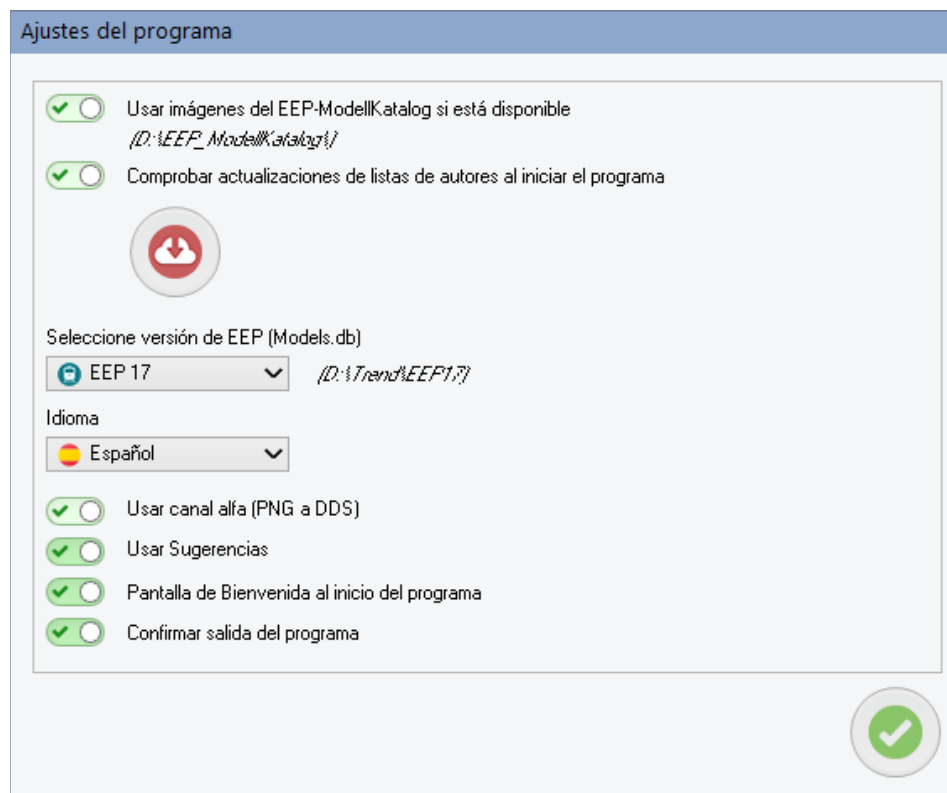 Ajustes del programa
Usar imágenes del EEP-ModellKatalog si está disponible
(D:\EEP_ModellKatalog\)
Comprobar actualizaciones de listas de autores al iniciar el programa
Seleccione versión de EEP (Models.db)
EEP 17 (D:\Trend\EEP17)
Idioma
Español
Usar canal alfa (PNG a DDS)
Usar Sugerencias
Pantalla de Bienvenida al inicio del programa
Confirmar salida del programa